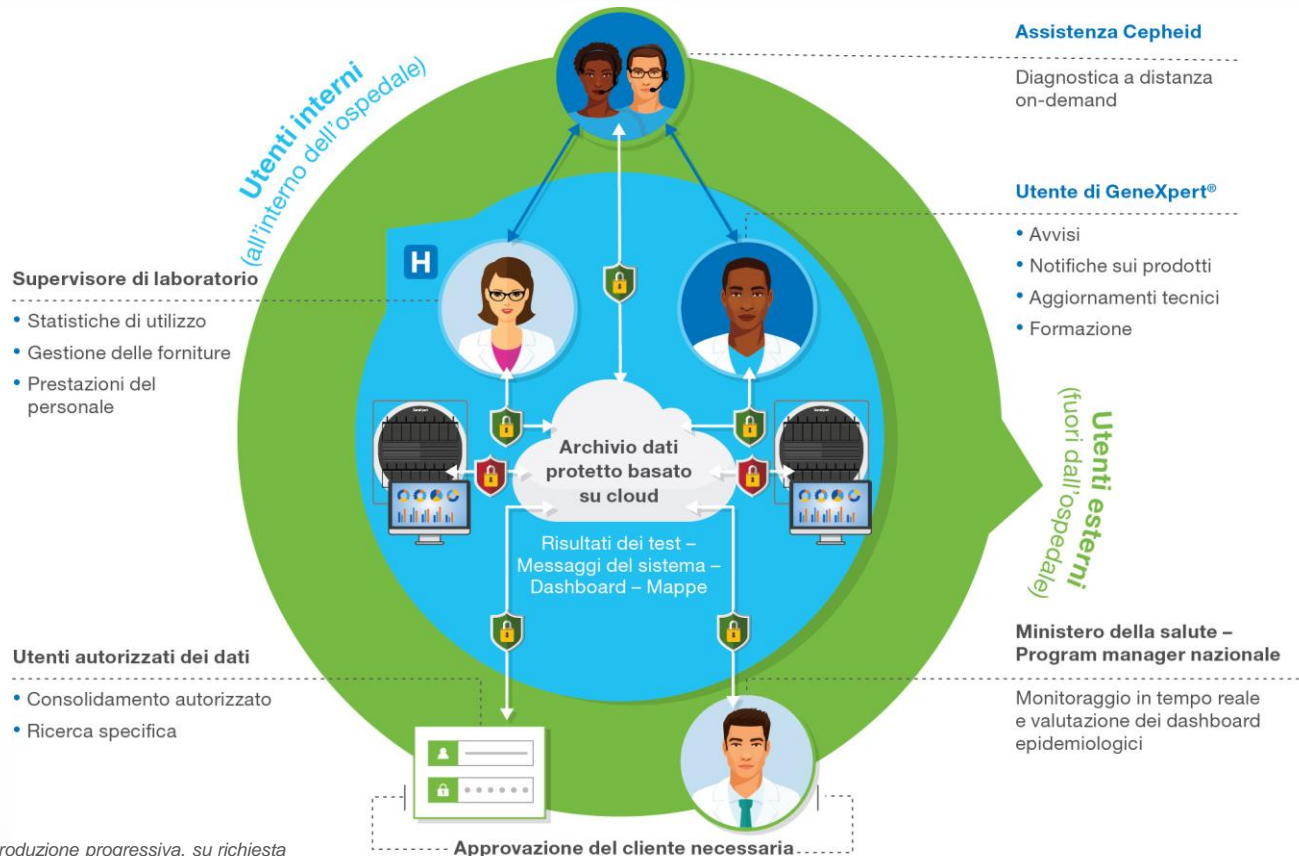 Assistenza Cepheid
Diagnostica a distanza
on-demand
Utenti interni
(all'interno dell'ospedale)
Utente di GeneXpert®
• Avvisi
• Notifiche sui prodotti
• Aggiornamenti tecnici
• Formazione
H
Supervisore di laboratorio
• Statistiche di utilizzo
• Gestione delle forniture
• Prestazioni del
personale
Utenti esterni
(fuori dall'ospedale)
Archivio dati
protetto basato
su cloud
Risultati dei test –
Messaggi del sistema –
Dashboard – Mappe
Utenti autorizzati dei dati
• Consolidamento autorizzato
• Ricerca specifica
Ministero della salute –
Program manager nazionale
Monitoraggio in tempo reale
e valutazione dei dashboard
epidemiologici
Approvazione del cliente necessaria
progressiva, su richiesta